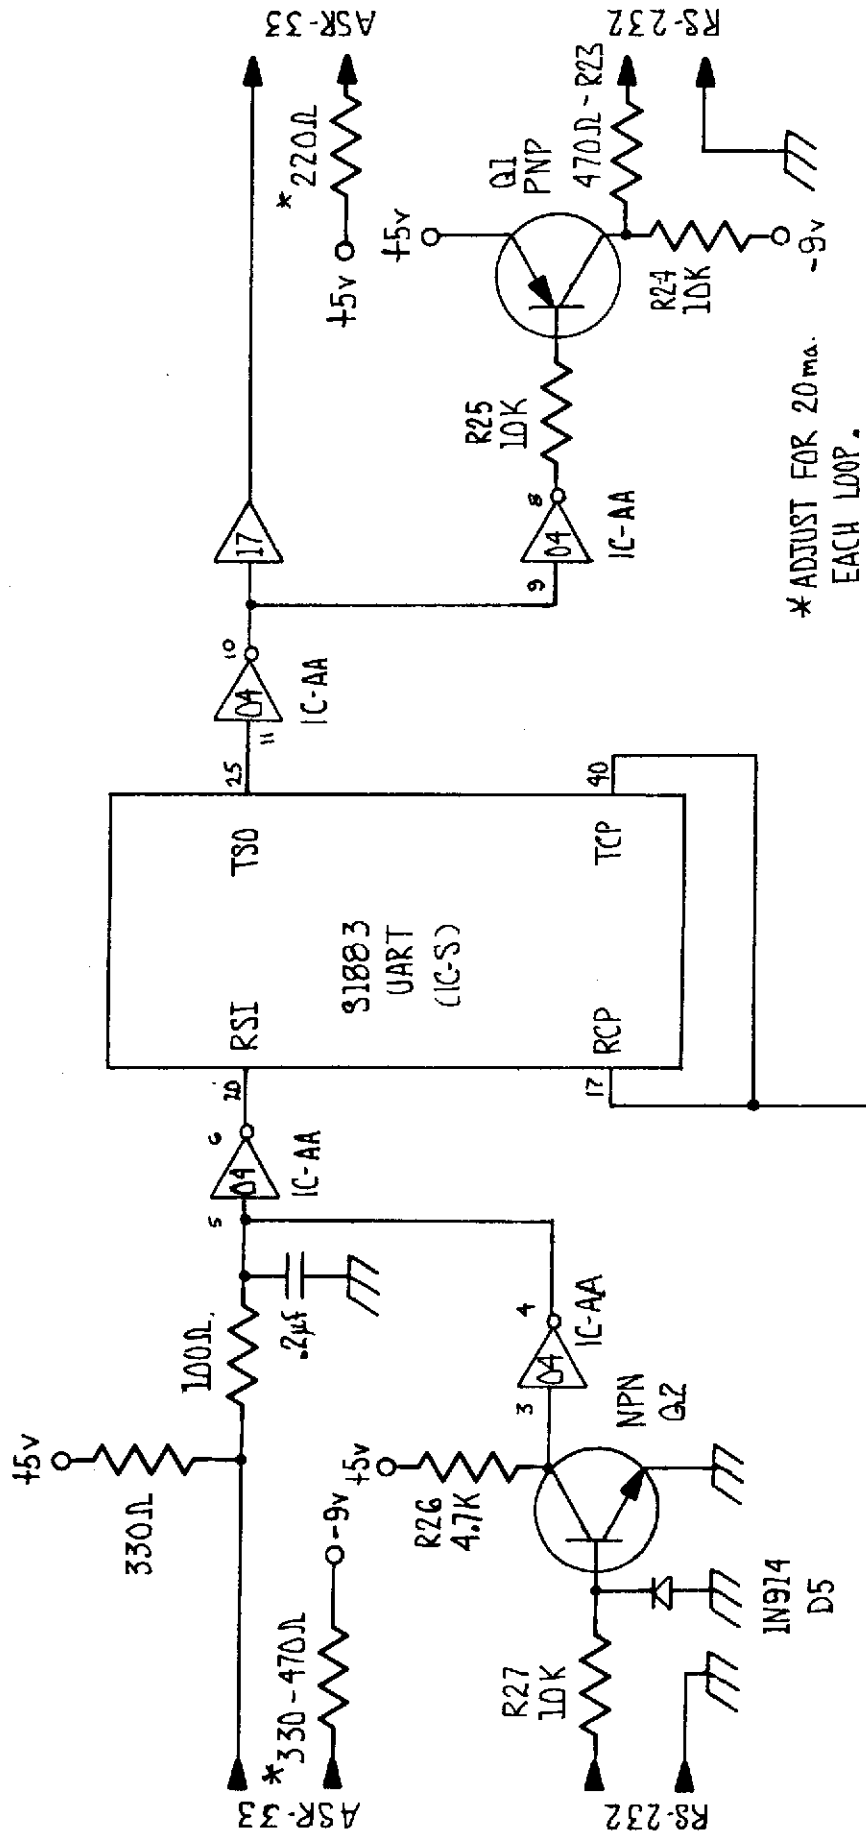 ASR-33
*220Ω
+5v
RS-232
470Ω-R23
Q1
PNP
+5v
R24
10K
-9v
R25
10K
*ADJUST FOR 20ma.
EACH LOOP.
17
8
04
9
IC-AA
10
04
11
IC-AA
25
TSO
40
TCP
S1883
UART
(IC-S)
RSI
20
RCP
17
6
04
5
IC-AA
100Ω
.2µf
+5v
330Ω
4
04
3
IC-AA
NPN
Q2
+5v
R26
4.7K
-9v
*330-470Ω
ASR-33
R27
10K
1N914
D5
RS-232